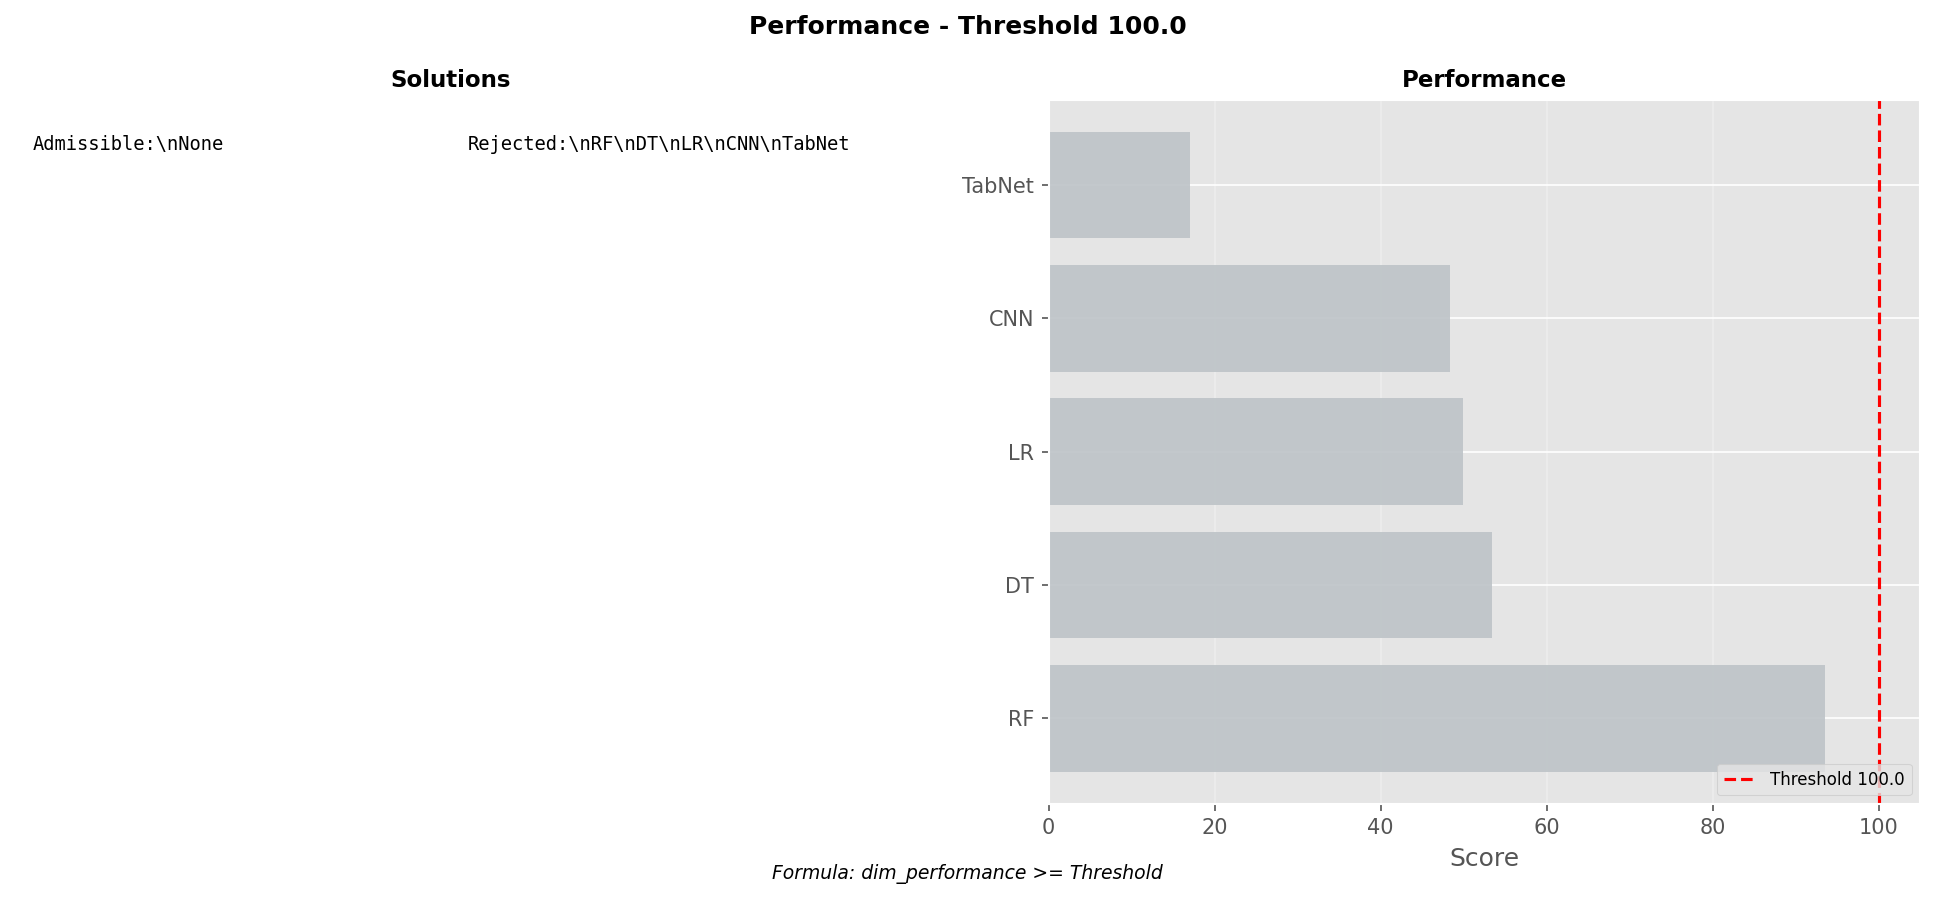 Performance - Threshold 100.0
Solutions
Admissible:\nNone
Rejected:\nRF\nDT\nLR\nCNN\nTabNet
Performance
TabNet
CNN
LR
DT
RF
Threshold 100.0
0 20 40 60 80 100
Score
Formula: dim_performance >= Threshold